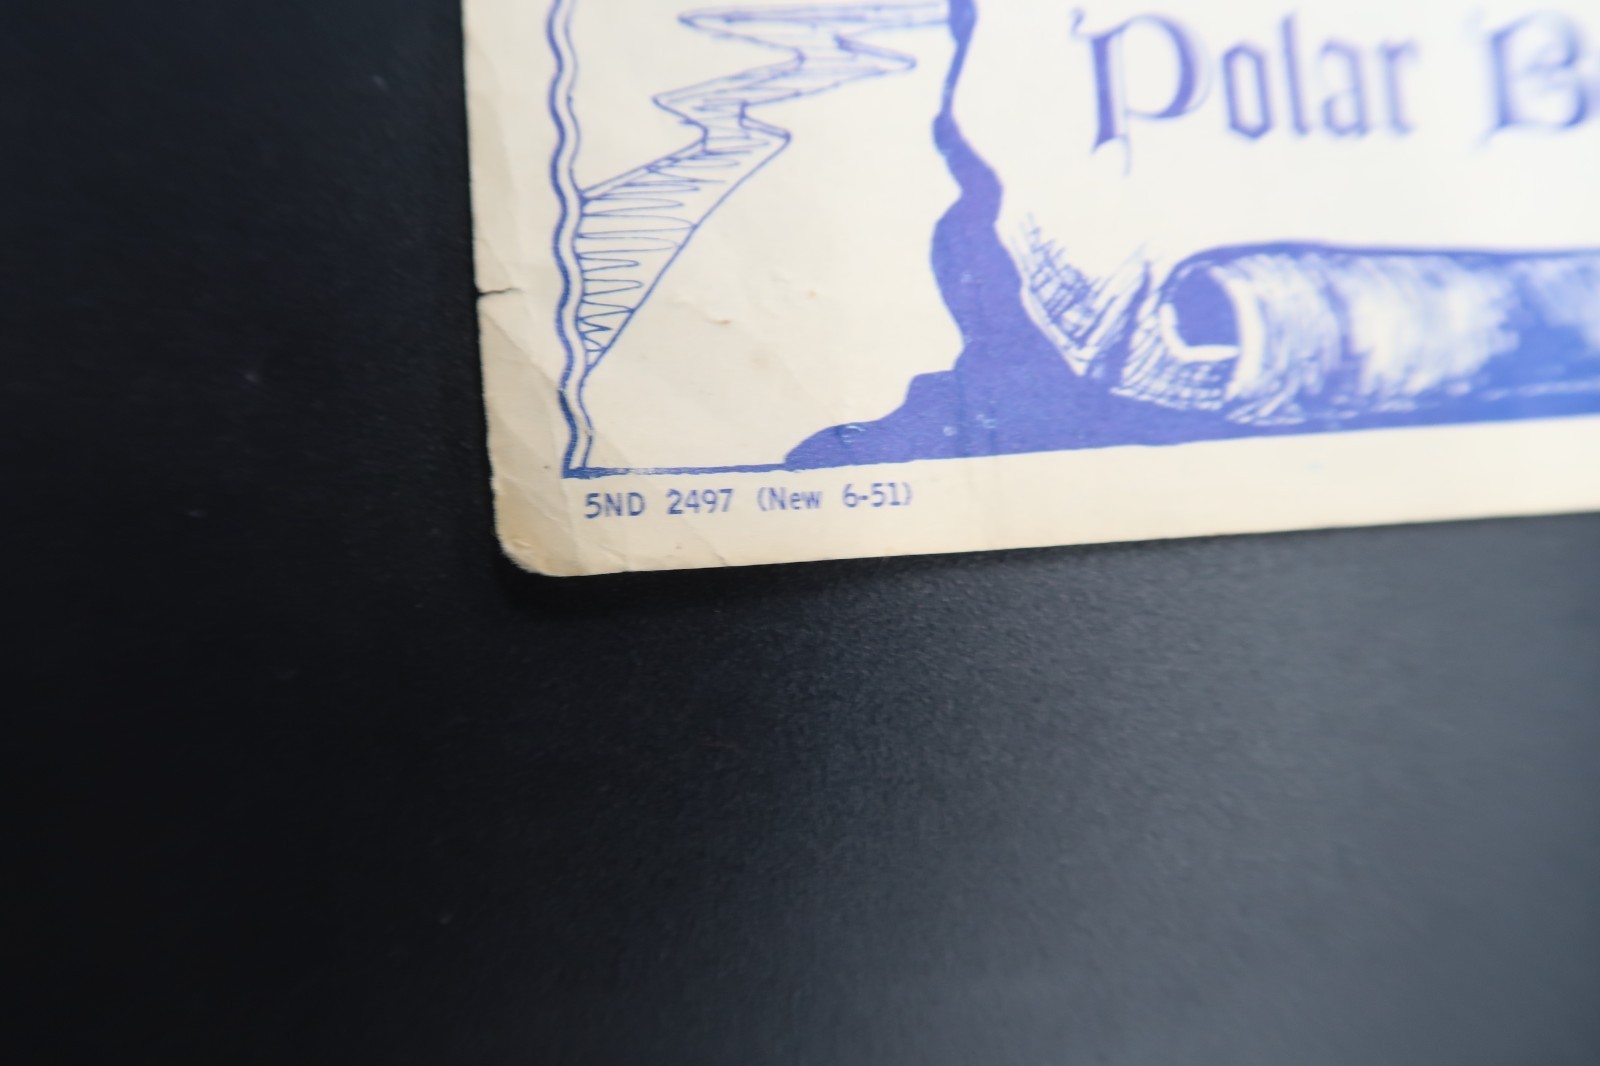 Polar B
5ND 2497 (New 6-51)